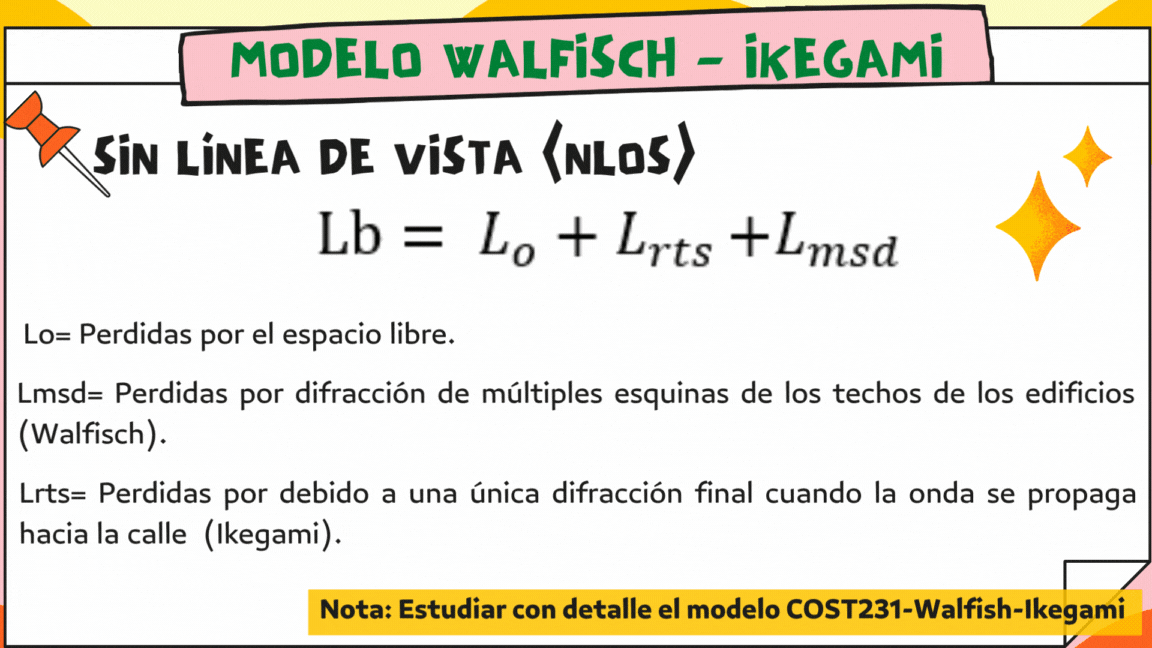 MODELO WALFISCH - IKEGAMI
SIN LÍNEA DE VISTA (NLOS)
Lb = Lo + Lrts +Lmsd
Lo= Perdidas por el espacio libre.
Lmsd= Perdidas por difracción de múltiples esquinas de los techos de los edificios
(Walfisch).
Lrts= Perdidas por debido a una única difracción final cuando la onda se propaga
hacia la calle (Ikegami).
Nota: Estudiar con detalle el modelo COST231-Walfish-Ikegami